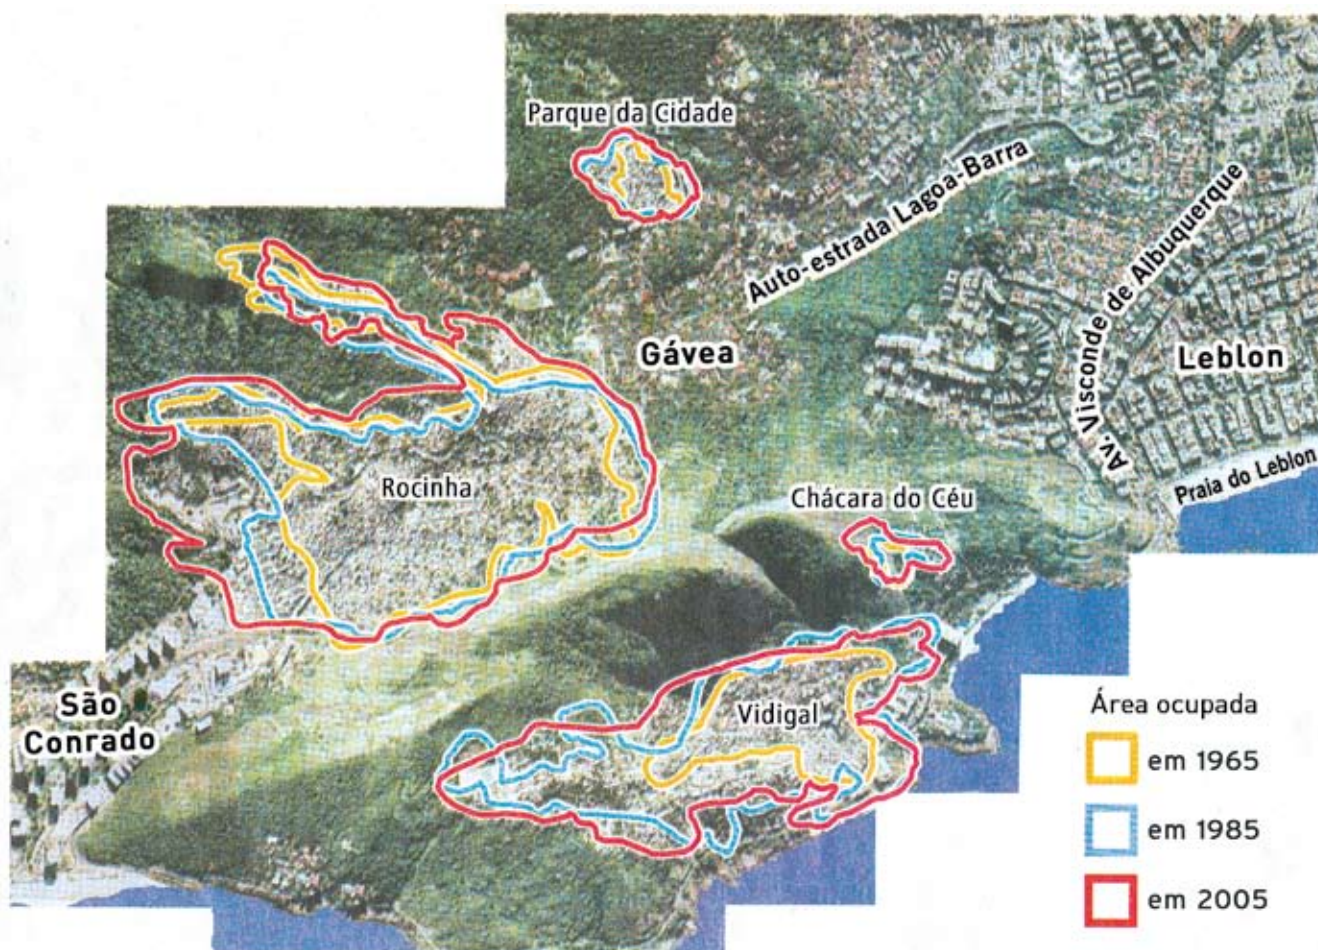 Parque da Cidade
Auto-estrada Lagoa-Barra
Av. Visconde de Albuquerque
Gávea
Leblon
Rocinha
Praia do Leblon
Chácara do Céu
São
Conrado
Vidigal
Área ocupada
em 1965
em 1985
em 2005